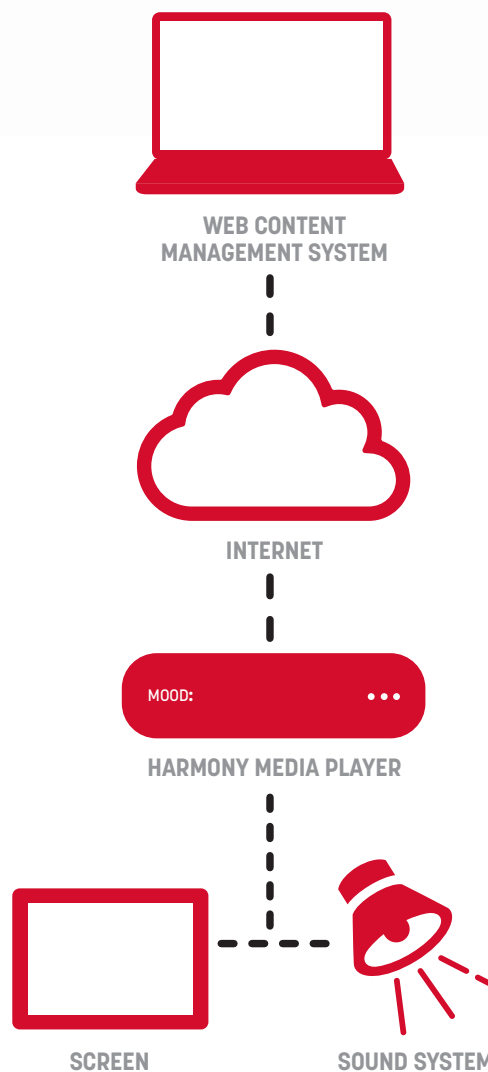 WEB CONTENT
MANAGEMENT SYSTEM
INTERNET
MOOD:
HARMONY MEDIA PLAYER
SCREEN
SOUND SYSTEM